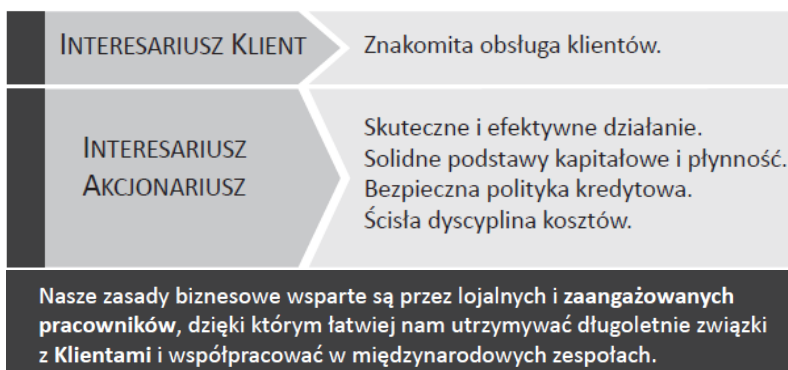 INTERESARIUSZ KLIENT
Znakomita obsługa klientów.
INTERESARIUSZ
AKCJONARIUSZ
Skuteczne i efektywne działanie.
Solidne podstawy kapitałowe i płynność.
Bezpieczna polityka kredytowa.
Ścisła dyscyplina kosztów.
Nasze zasady biznesowe wsparte są przez lojalnych i zaangażowanych
pracowników, dzięki którym łatwiej nam utrzymywać długoletnie związki
z Klientami i współpracować w międzynarodowych zespołach.